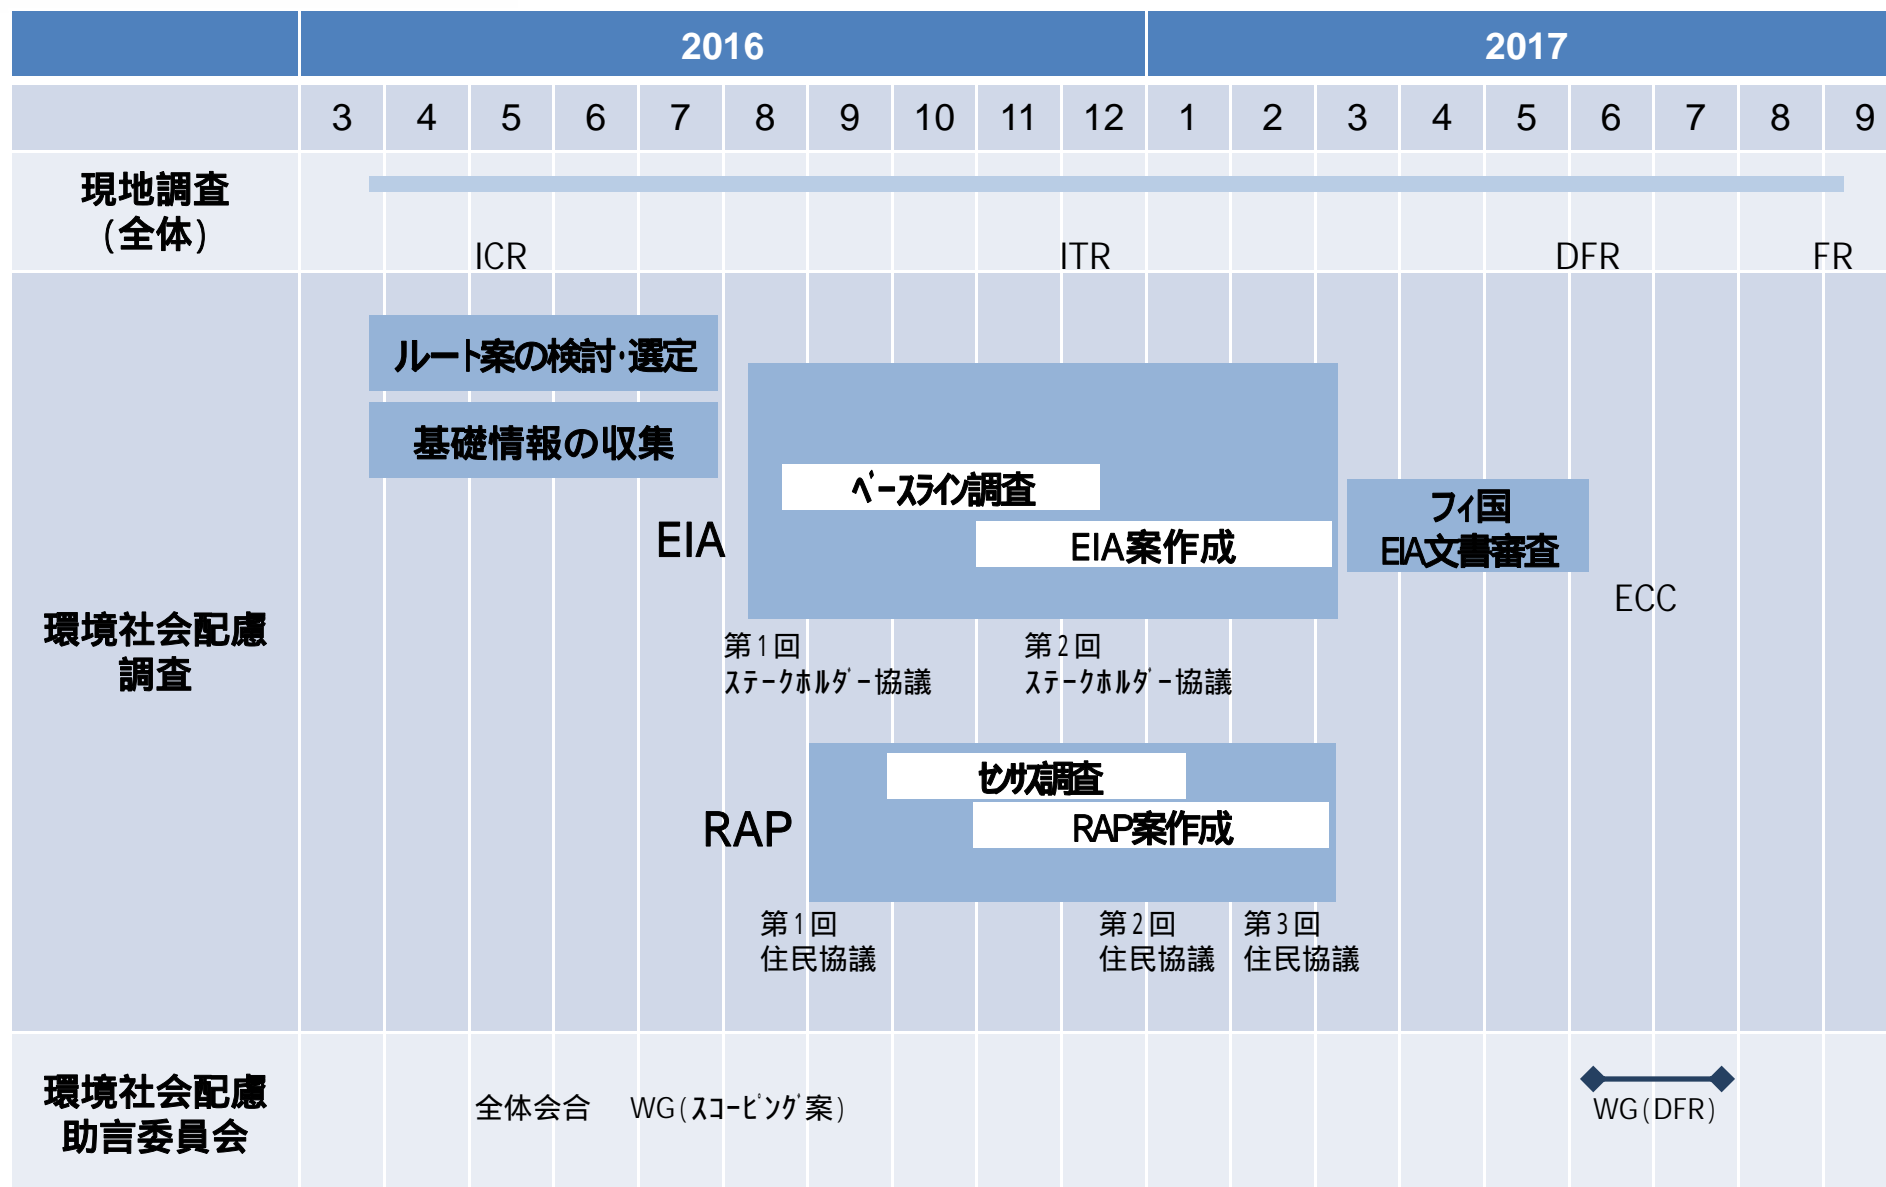 2016
2017
3 4 5 6 7 8 9 10 11 12 1 2 3 4 5 6 7 8 9
現地調査
(全体)
ICR
ITR
DFR
FR
環境社会配慮
調査
ルート案の検討・選定
基礎情報の収集
EIA
ﾍﾞｰｽﾗｲﾝ調査
EIA案作成
フィ国
EIA文書審査
ECC
第1回
ｽﾃｰｸﾎﾙﾀﾞｰ協議
第2回
ｽﾃｰｸﾎﾙﾀﾞｰ協議
RAP
ｾﾝｻｽ調査
RAP案作成
第1回
住民協議
第2回
住民協議
第3回
住民協議
環境社会配慮
助言委員会
全体会合
WG(ｽｺｰﾋﾟﾝｸﾞ案)
WG(DFR)